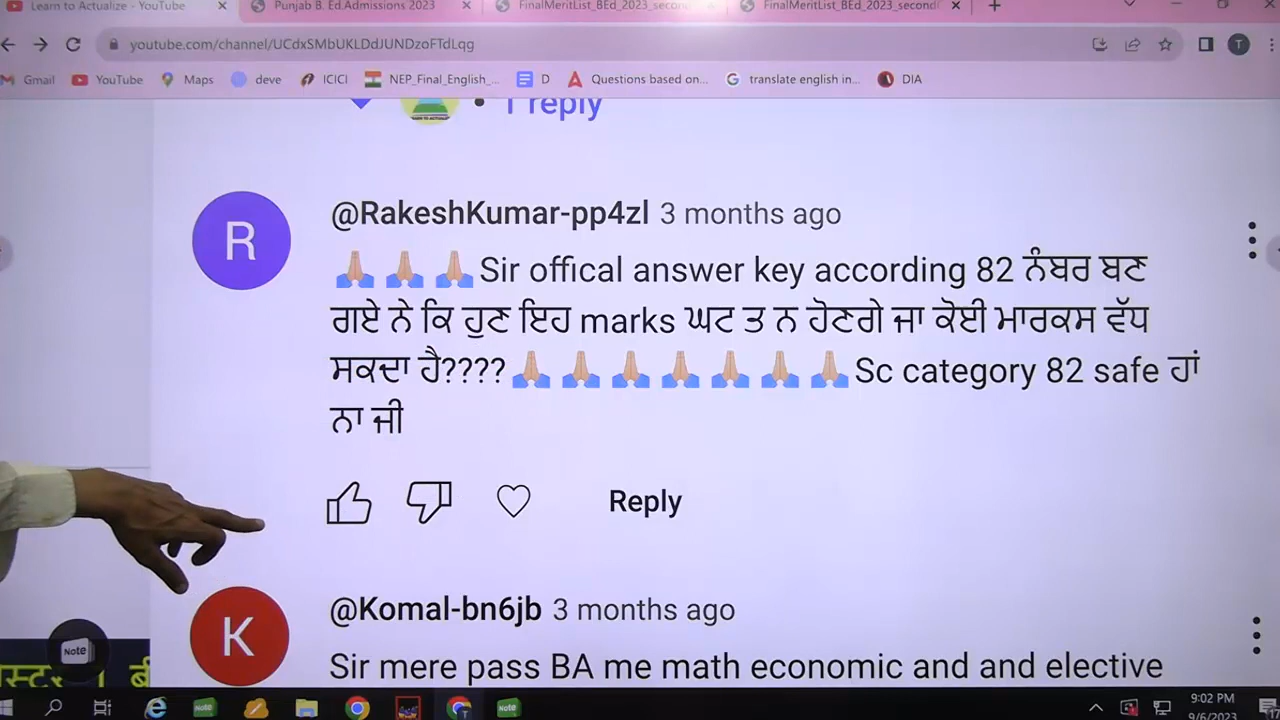 Learn to Actualize - YouTube
Punjab B. Ed.Admissions 2023
FinalMeritList_BEd_2023_second
FinalMeritList_BEd_2023_second
youtube.com/channel/UCdxSMbUKLDdJUNDzoFTdLqg
T
Gmail YouTube Maps deve ICICI NEP_Final_English_... D Questions based on... translate english in... DIA
1 reply
R
@RakeshKumar-pp4zl 3 months ago
🙏🙏🙏Sir offical answer key according 82 ਨੰਬਰ ਬਣ
ਗਏ ਨੇ ਕਿ ਹੁਣ ਇਹ marks ਘਟ ਤ ਨ ਹੋਣਗੇ ਜਾ ਕੋਈ ਮਾਰਕਸ ਵੱਧ
ਸਕਦਾ ਹੈ????🙏🙏🙏🙏🙏🙏🙏Sc category 82 safe ਹਾਂ
ਨਾ ਜੀ
Reply
K
@Komal-bn6jb 3 months ago
Sir mere pass BA me math economic and and elective
Note
9:02 PM
9/6/2023